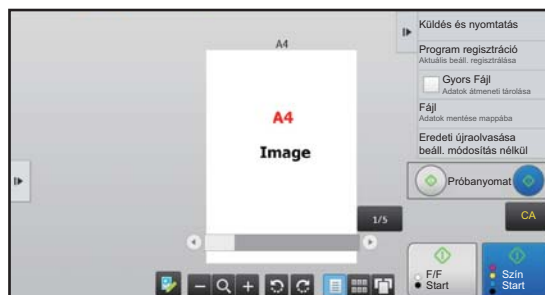 A4
A4
Image
1/5
Küldés és nyomtatás
Program regisztráció
Aktuális beáll. regisztrálása
Gyors Fájl
Adatok átmeneti tárolása
Fájl
Adatok mentése mappába
Eredeti újraolvasása
beáll. módosítás nélkül
Próbanyomat
CA
F/F
Start
Szín
Start